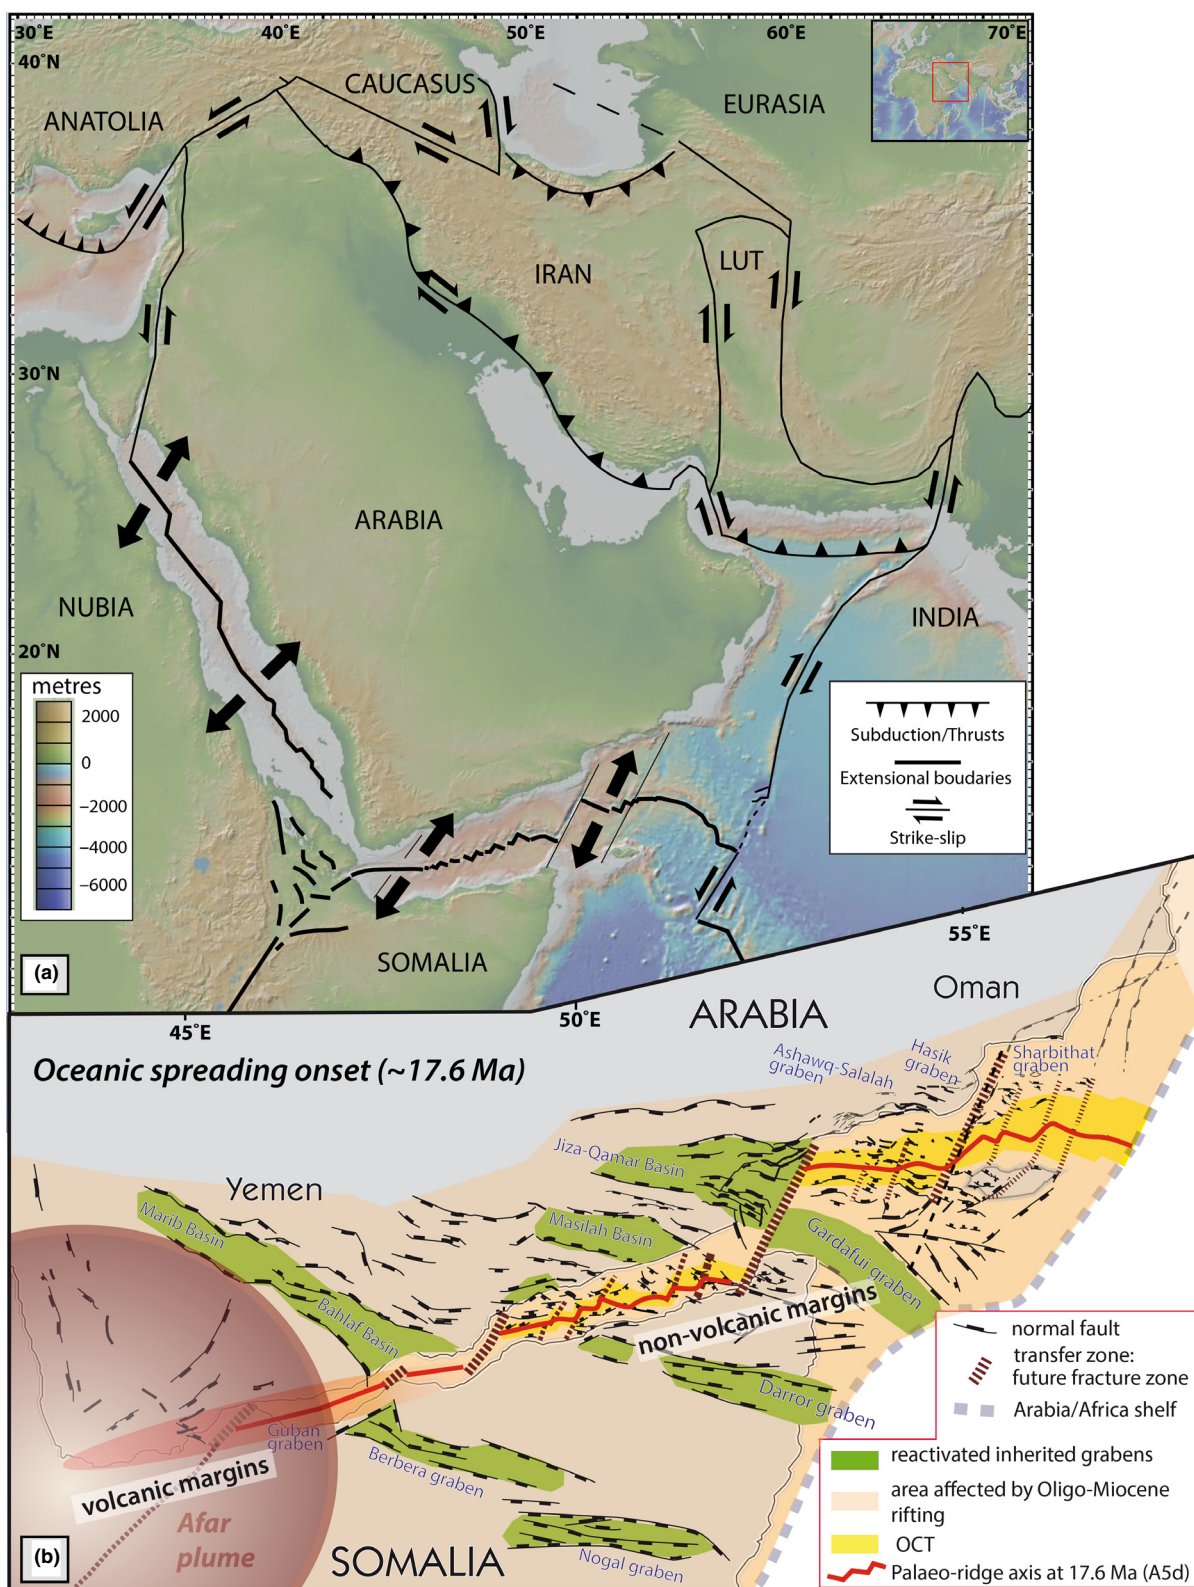 30°E
40°E
50°E
60°E
70°E
40°N
CAUCASUS
ANATOLIA
EURASIA
LUT
IRAN
30°N
ARABIA
NUBIA
INDIA
20°N
metres
2000
0
−2000
−4000
−6000
Subduction/Thrusts
Extensional boudaries
Strike-slip
SOMALIA
(a)
55°E
50°E
45°E
Oman
ARABIA
Oceanic spreading onset (~17.6 Ma)
Ashawq-Salalah
graben
Hasik
graben
Sharbithat
graben
Jiza-Qamar Basin
Yemen
Marib Basin
Masilah Basin
Gardafui graben
Bahlaf Basin
non-volcanic margins
Darror graben
Guban
graben
Berbera graben
volcanic margins
Afar
plume
Nogal graben
SOMALIA
(b)
normal fault
transfer zone:
future fracture zone
Arabia/Africa shelf
reactivated inherited grabens
area affected by Oligo-Miocene
rifting
OCT
Palaeo-ridge axis at 17.6 Ma (A5d)